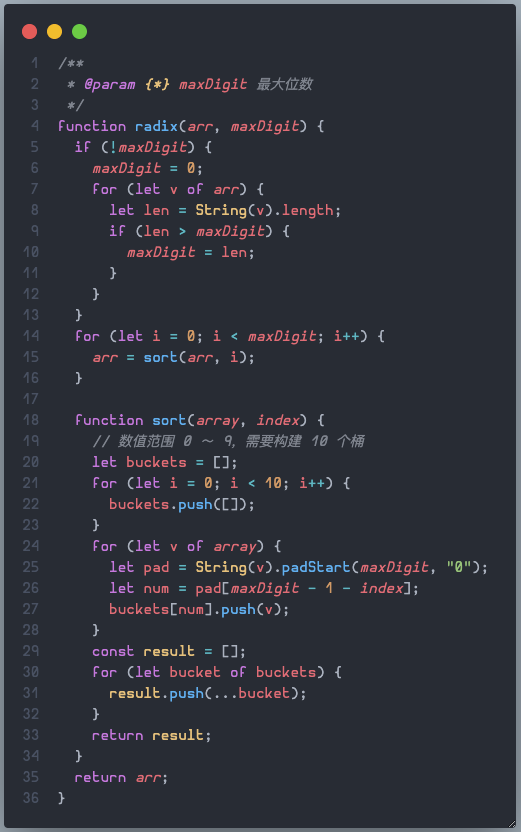 1 /**
2  * @param {*} maxDigit 最大位数
3  */
4 function radix(arr, maxDigit) {
5   if (!maxDigit) {
6     maxDigit = 0;
7     for (let v of arr) {
8       let len = String(v).length;
9       if (len > maxDigit) {
10         maxDigit = len;
11       }
12     }
13   }
14   for (let i = 0; i < maxDigit; i++) {
15     arr = sort(arr, i);
16   }
17
18   function sort(array, index) {
19     // 数值范围 0 ～ 9，需要构建 10 个桶
20     let buckets = [];
21     for (let i = 0; i < 10; i++) {
22       buckets.push([]);
23     }
24     for (let v of array) {
25       let pad = String(v).padStart(maxDigit, "0");
26       let num = pad[maxDigit - 1 - index];
27       buckets[num].push(v);
28     }
29     const result = [];
30     for (let bucket of buckets) {
31       result.push(...bucket);
32     }
33     return result;
34   }
35   return arr;
36 }